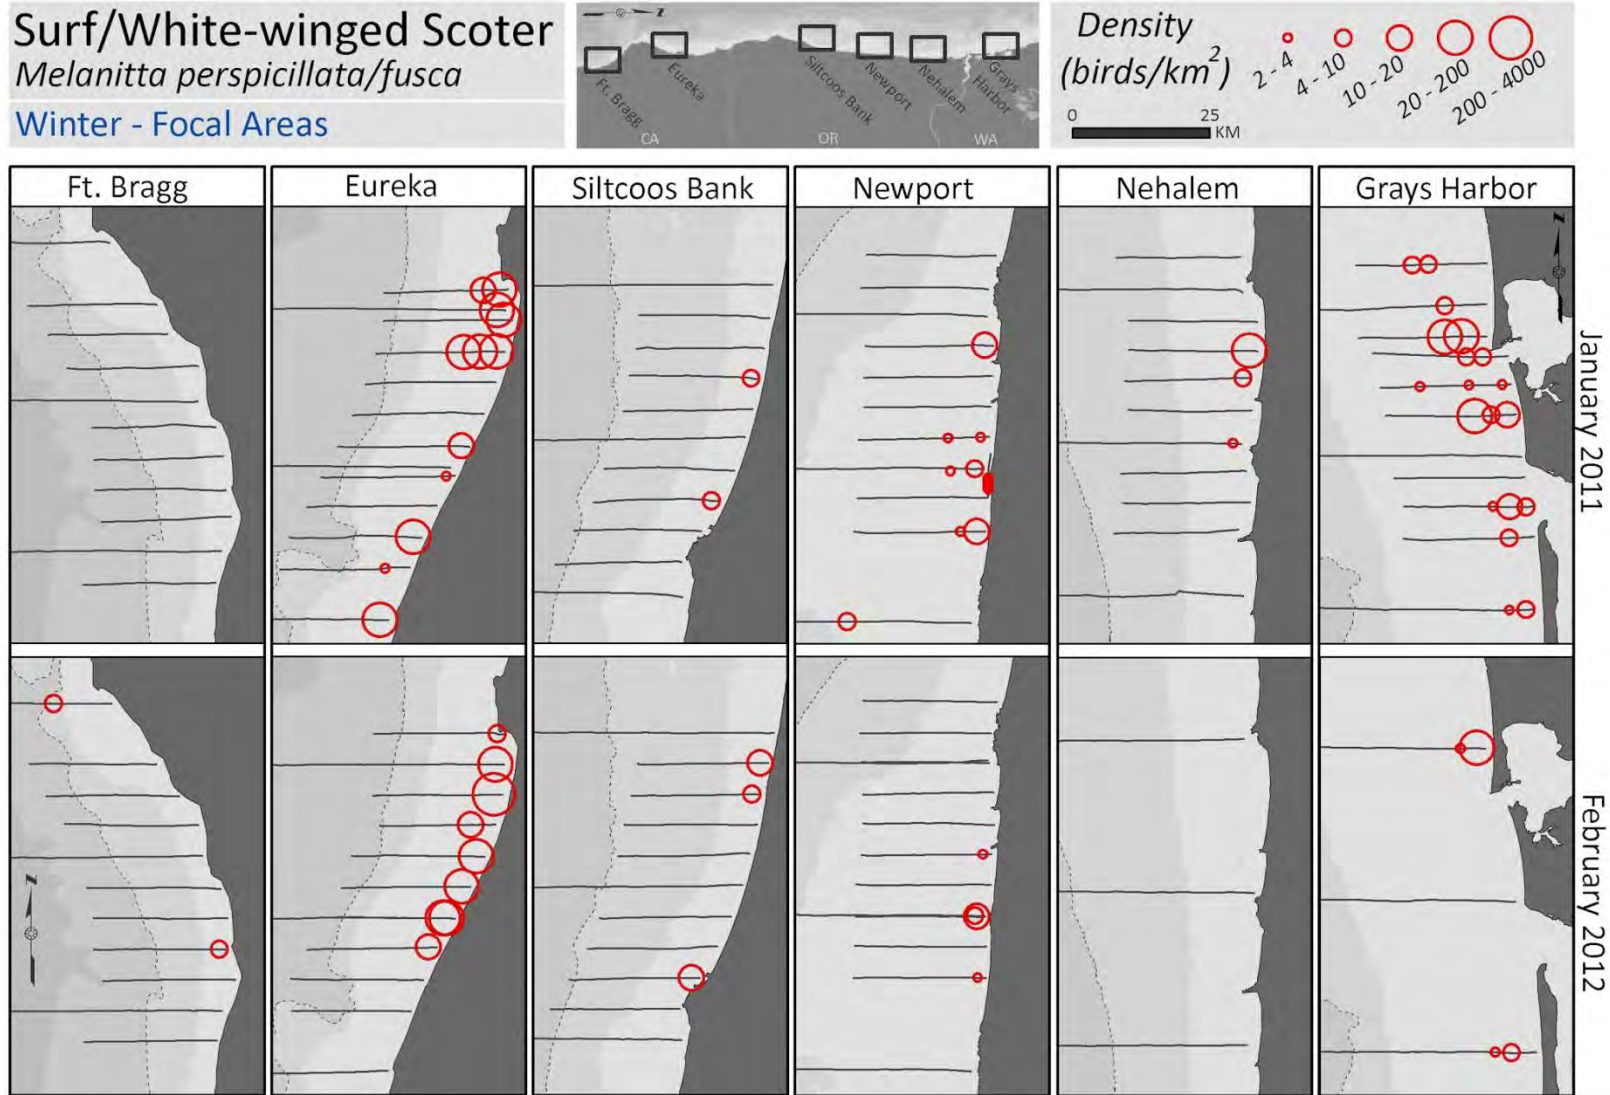 Surf/White-winged Scoter
Melanitta perspicillata/fusca
Winter - Focal Areas
Z
Ft. Bragg
Eureka
Siltcoos Bank
Newport
Nehalem
Grays Harbor
CA
OR
WA
Density
(birds/km²)
2 - 4
4 - 10
10 - 20
20 - 200
200 - 4000
0
25
KM
Ft. Bragg
Eureka
Siltcoos Bank
Newport
Nehalem
Grays Harbor
Z
January 2011
Z
February 2012